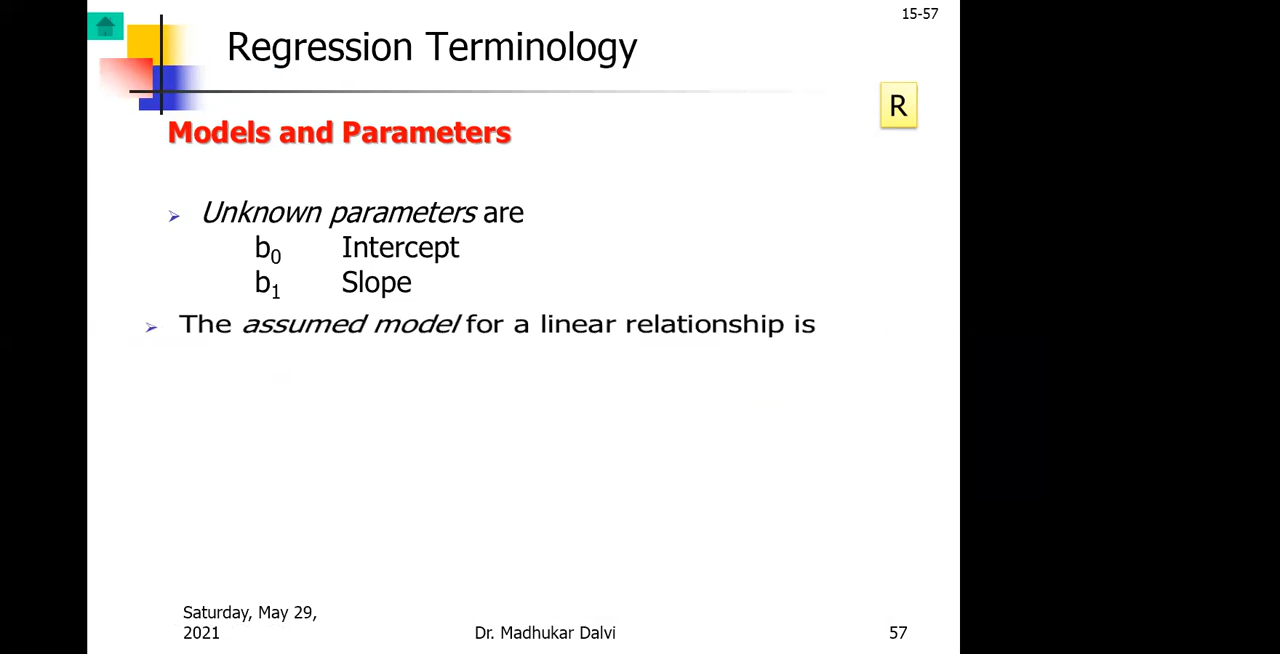 15-57
Regression Terminology
R
Models and Parameters
Unknown parameters are
b₀ Intercept
b₁ Slope
The assumed model for a linear relationship is
Saturday, May 29,
2021
Dr. Madhukar Dalvi
57